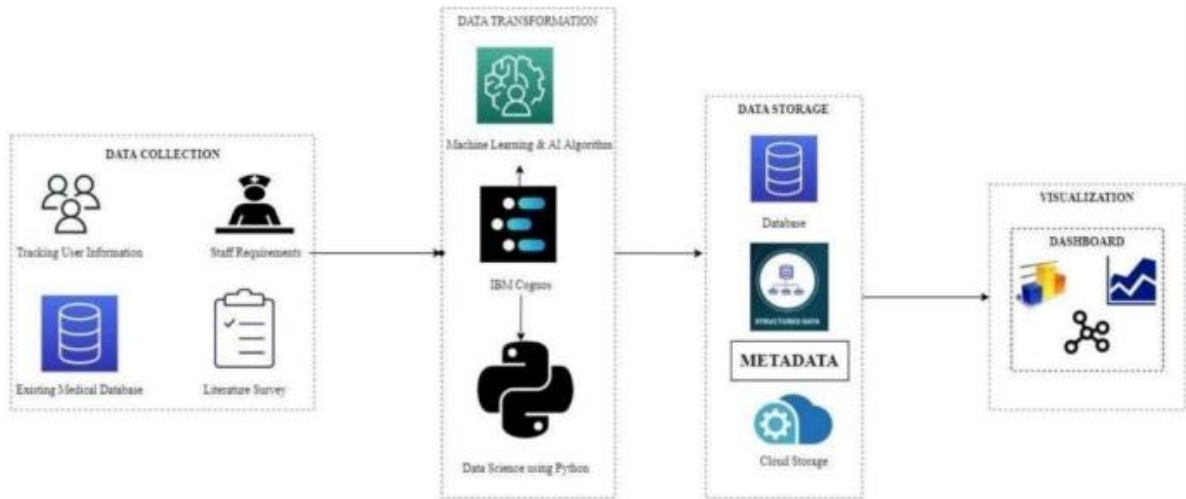 DATA COLLECTION
Tracking User Information
Staff Requirements
Existing Medical Database
Literature Survey
DATA TRANSFORMATION
Machine Learning & AI Algorithm
IBM Cognos
Data Science using Python
DATA STORAGE
Database
STRUCTURED DATA
METADATA
Cloud Storage
VISUALIZATION
DASHBOARD